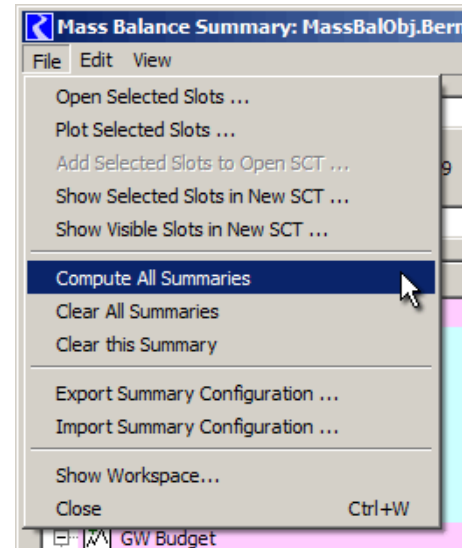 Mass Balance Summary: MassBalObj.Ber
File Edit View
Open Selected Slots ...
Plot Selected Slots ...
Add Selected Slots to Open SCT ...
9
Show Selected Slots in New SCT ...
Show Visible Slots in New SCT ...
Compute All Summaries
Clear All Summaries
Clear this Summary
Export Summary Configuration ...
Import Summary Configuration ...
Show Workspace...
Close Ctrl+W
GW Budget